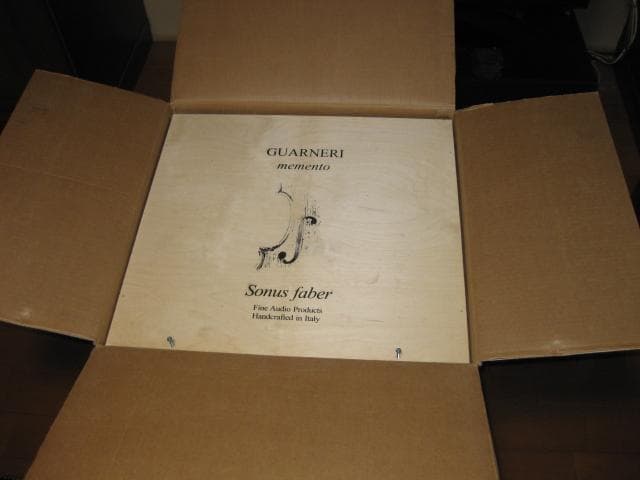 GUARNERI
memento
Sonus faber
Fine Audio Products
Handcrafted in Italy